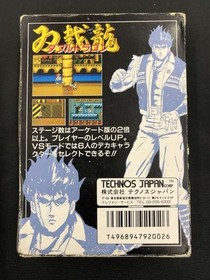 双截龍
ダブルドラゴン
ステージ数はアーケード版の2倍
以上。プレイヤーのレベルUP。
VSモードでは6人のデカキャラ
クターをセレクトできるゾ!!
TECHNOS JAPAN CORP.
株式会社 テクノスジャパン
T4968947920026